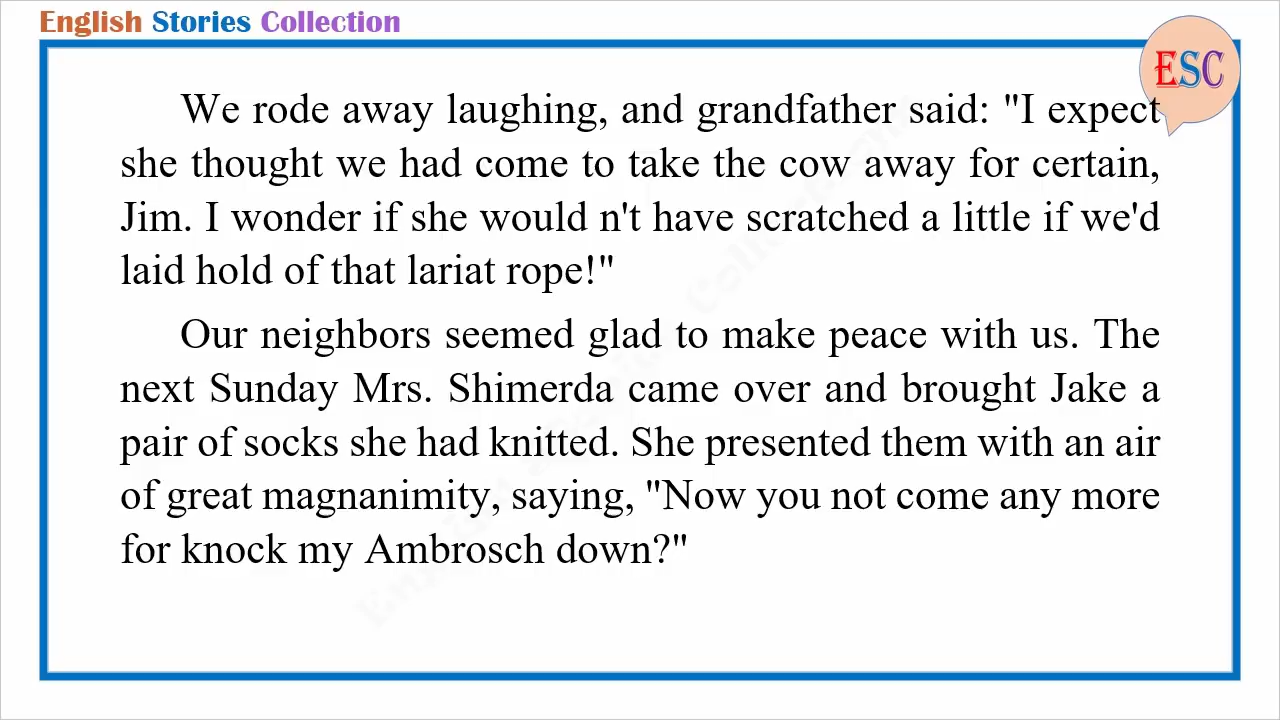 English Stories Collection
ESC
We rode away laughing, and grandfather said: "I expect
she thought we had come to take the cow away for certain,
Jim. I wonder if she would n't have scratched a little if we'd
laid hold of that lariat rope!"
Our neighbors seemed glad to make peace with us. The
next Sunday Mrs. Shimerda came over and brought Jake a
pair of socks she had knitted. She presented them with an air
of great magnanimity, saying, "Now you not come any more
for knock my Ambrosch down?"